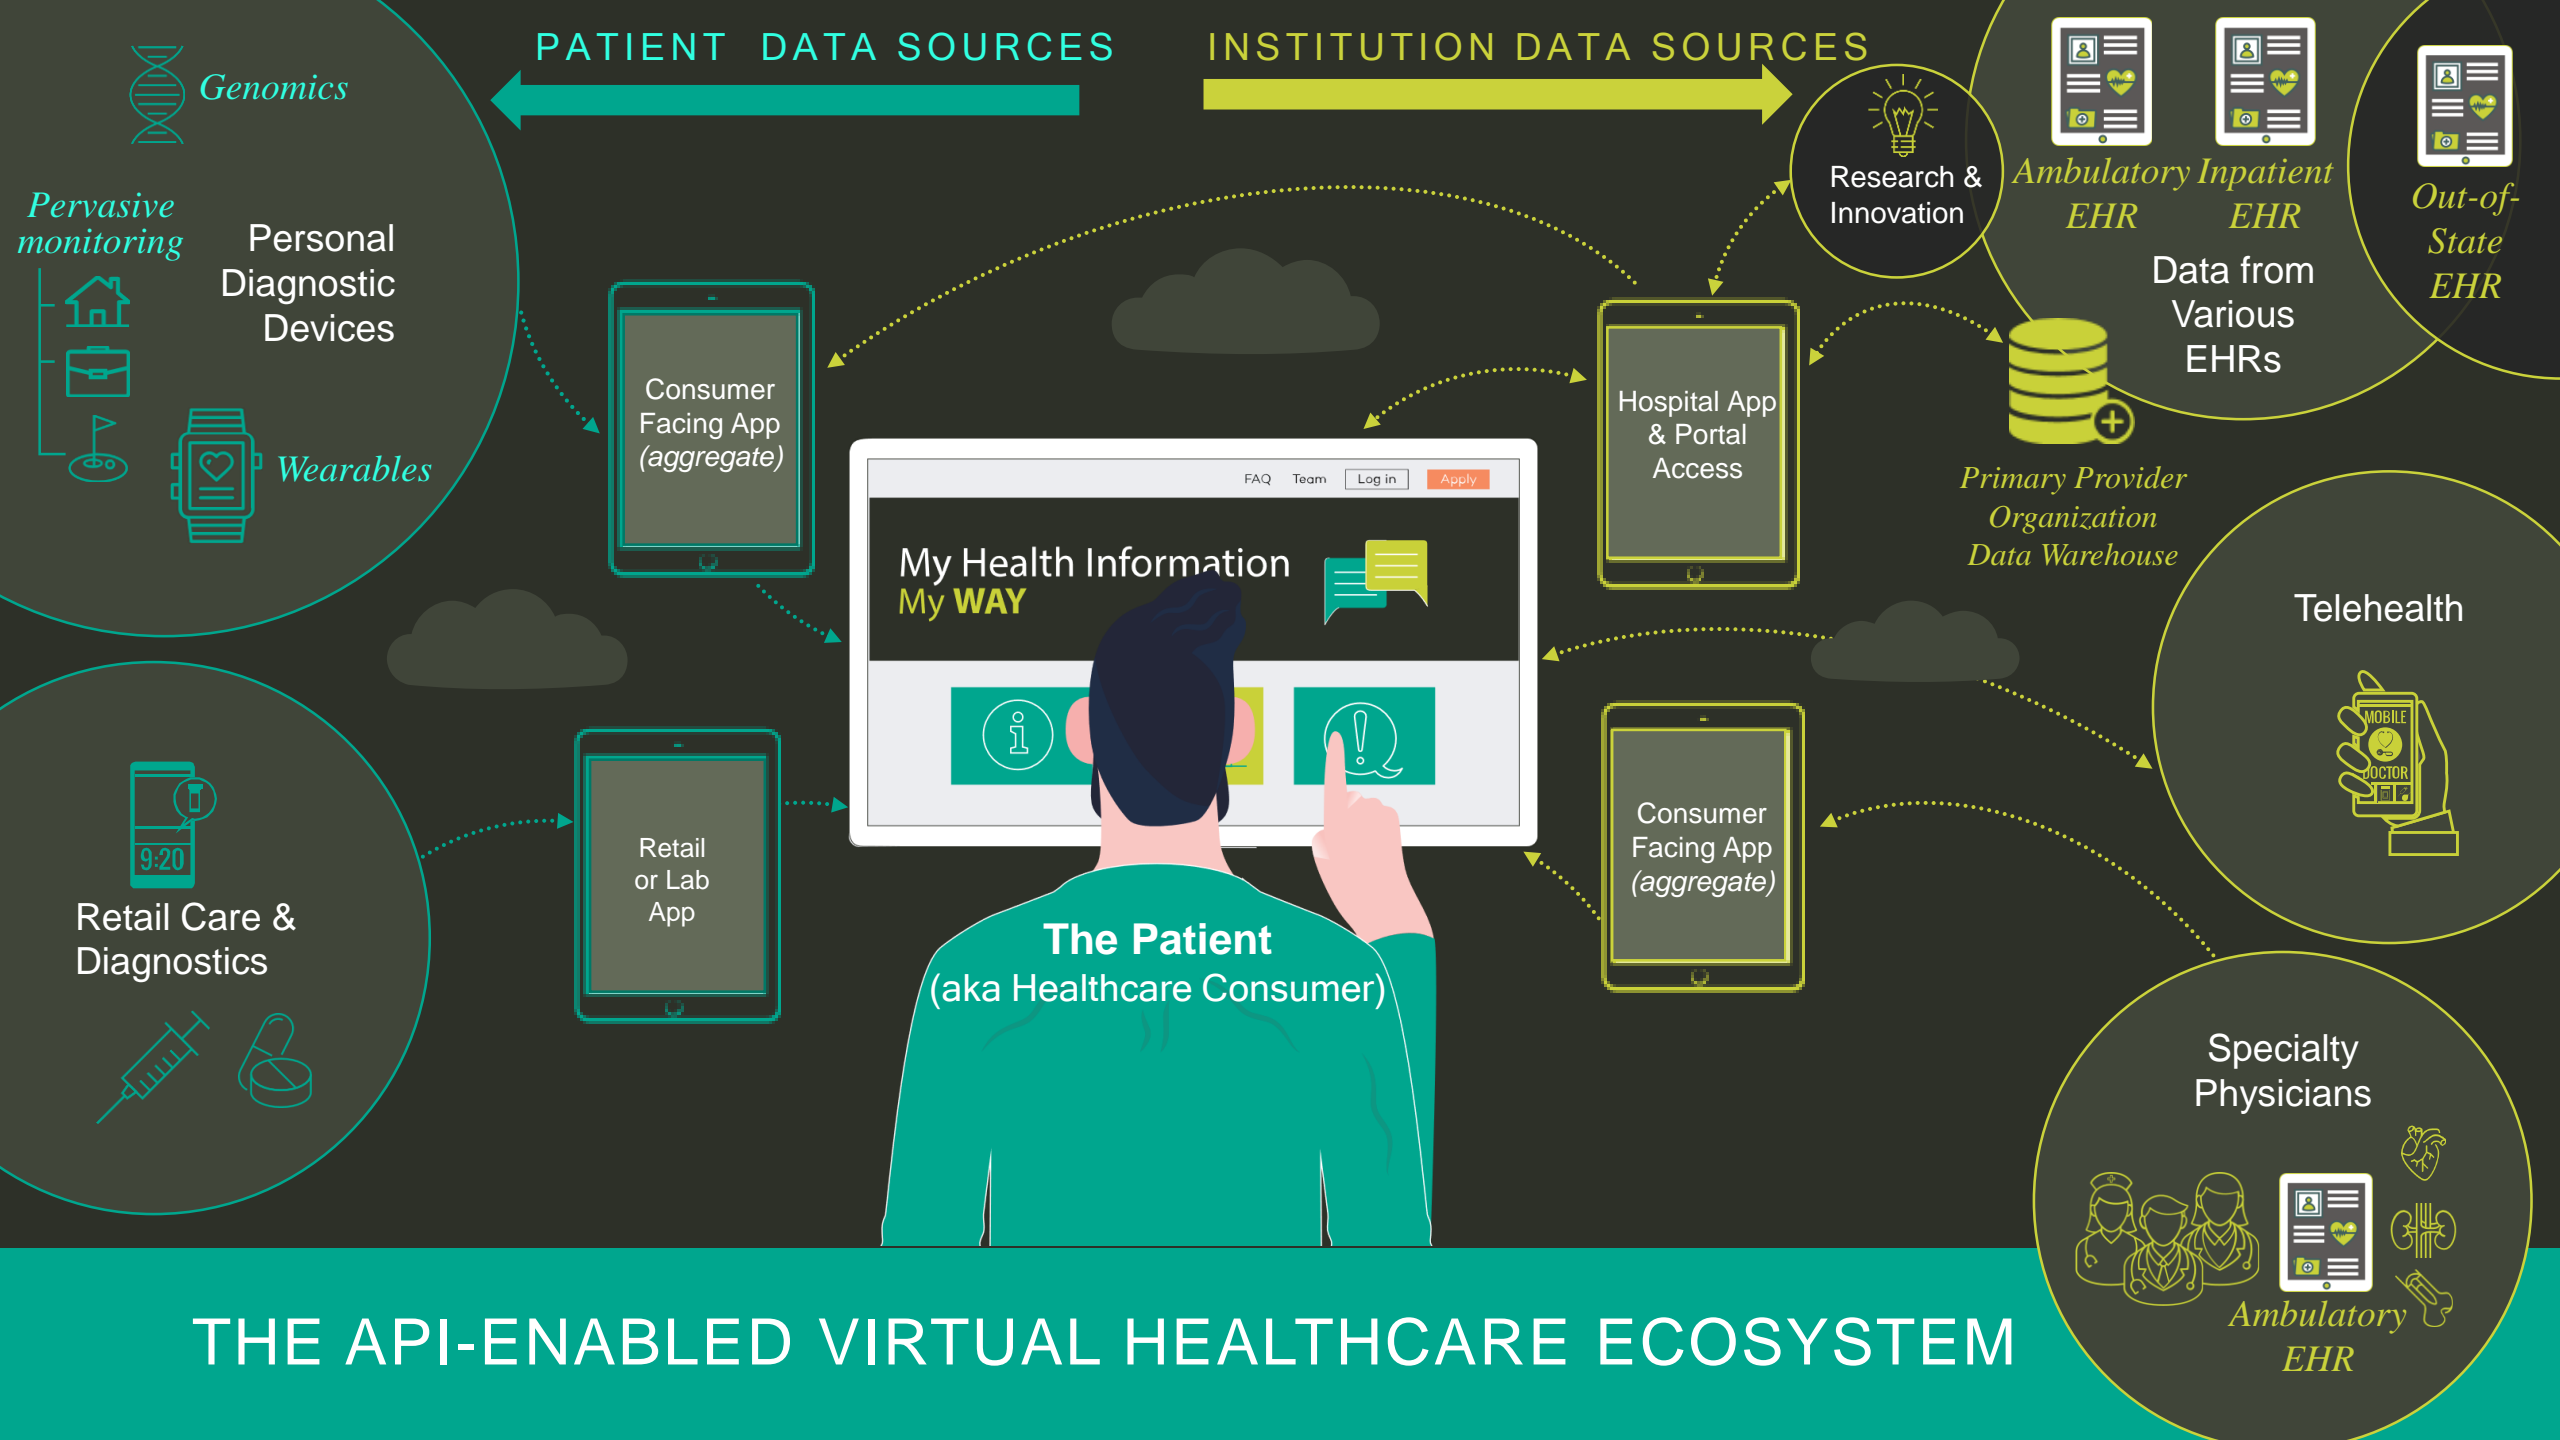 PATIENT DATA SOURCES
INSTITUTION DATA SOURCES
Genomics
Pervasive
monitoring
Personal
Diagnostic
Devices
Wearables
Consumer
Facing App
(aggregate)
Research &
Innovation
Ambulatory
EHR
Inpatient
EHR
Out-of-
State
EHR
Data from
Various
EHRs
Hospital App
& Portal
Access
Primary Provider
Organization
Data Warehouse
FAQ Team Log in Apply
My Health Information
My WAY
Telehealth
MOBILE
DOCTOR
9:20
Retail Care &
Diagnostics
Retail
or Lab
App
Consumer
Facing App
(aggregate)
The Patient
(aka Healthcare Consumer)
Specialty
Physicians
Ambulatory
EHR
THE API-ENABLED VIRTUAL HEALTHCARE ECOSYSTEM